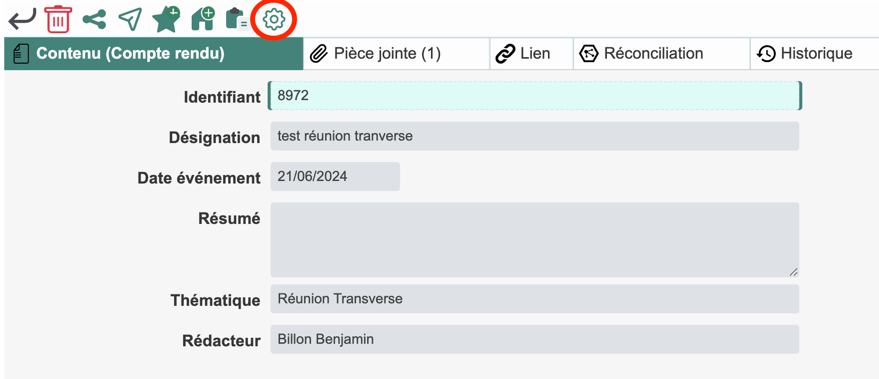 Contenu (Compte rendu) Pièce jointe (1) Lien Réconciliation Historique
Identifiant 8972
Désignation test réunion tranverse
Date événement 21/06/2024
Résumé
Thématique Réunion Transverse
Rédacteur Billon Benjamin